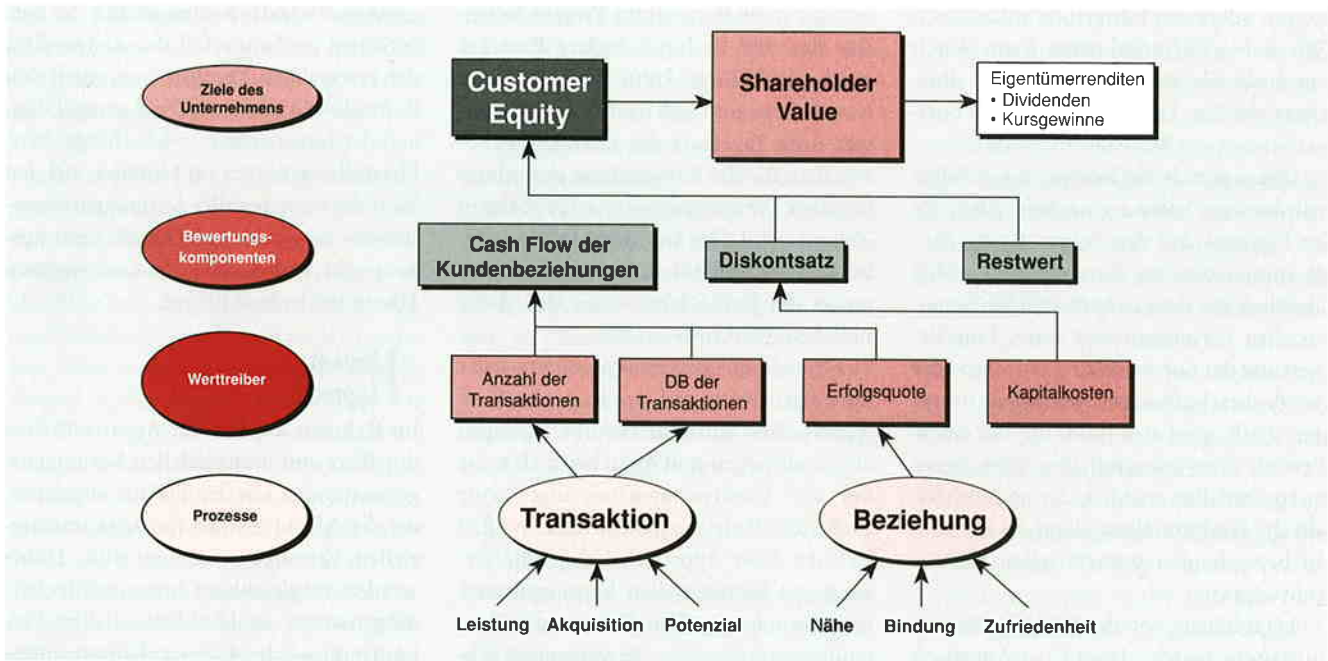 Ziele des
Unternehmens
Customer
Equity
Shareholder
Value
Eigentümerrenditen
• Dividenden
• Kursgewinne
Bewertungs-
komponenten
Cash Flow der
Kundenbeziehungen
Diskontsatz
Restwert
Werttreiber
Anzahl der
Transaktionen
DB der
Transaktionen
Erfolgsquote
Kapitalkosten
Prozesse
Transaktion
Beziehung
Leistung
Akquisition
Potenzial
Nähe
Bindung
Zufriedenheit